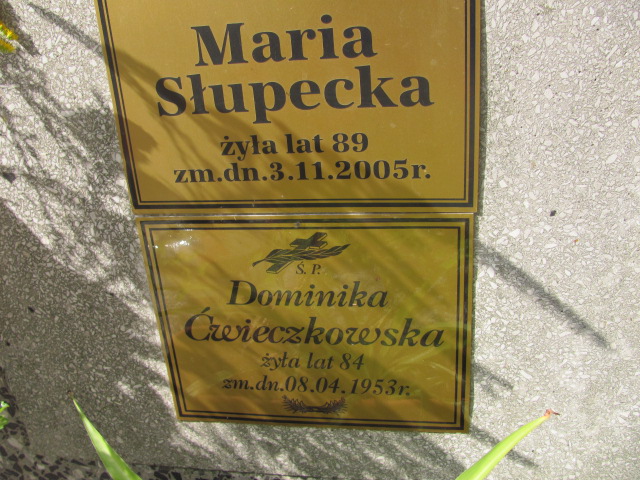 Maria
Słupecka
żyła lat 89
zm.dn.3.11.2005r.
Ś. P.
Dominika
Ćwieczkowska
żyła lat 84
zm.dn.08.04.1953r.